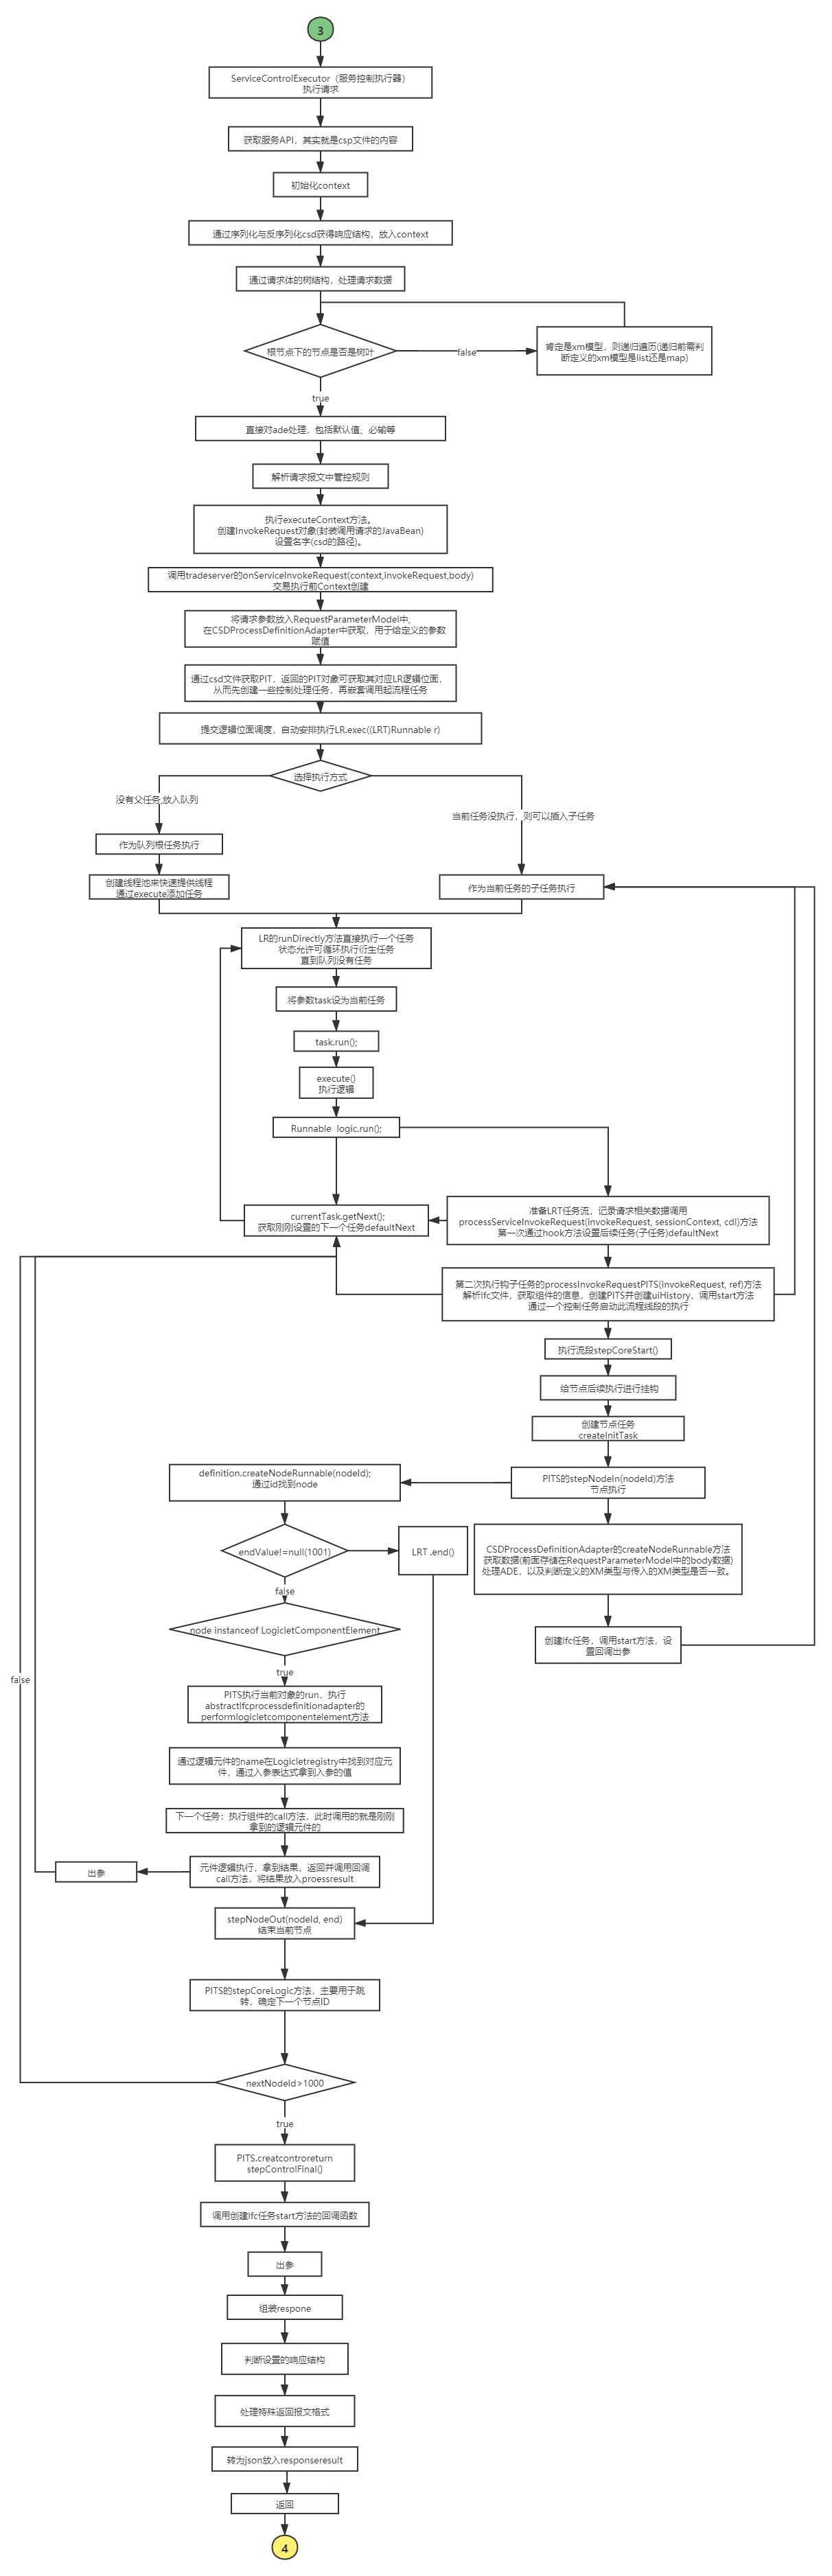 3
ServiceControlExecutor（服务控制执行器）
执行请求
获取服务API，其实就是csp文件的内容
初始化context
通过序列化与反序列化csd获得响应结构，放入context
通过请求体的树结构，处理请求数据
根节点下的节点是否是树叶
false
肯定是xm模型，则递归遍历(递归前需判
断定义的xm模型是list还是map)
true
直接对ade处理，包括默认值、必输等
解析请求报文中管控规则
执行executeContext方法。
创建InvokeRequest对象(封装调用请求的JavaBean)
设置名字(csd的路径)。
调用tradeserver的onServiceInvokeRequest(context,invokeRequest,body)
交易执行前Context创建
将请求参数放入RequestParameterModel中,
在CSDProcessDefinitionAdapter中获取，用于给定义的参数
赋值
通过csd文件获取PIT，返回的PIT对象可获取其对应LR逻辑位面，
从而先创建一些控制处理任务，再嵌套调用起流程任务
提交逻辑位面调度，自动安排执行LR.exec((LRT)Runnable r)
选择执行方式
没有父任务,放入队列
当前任务没执行，则可以插入子任务
作为队列根任务执行
创建线程池来快速提供线程
通过execute添加任务
作为当前任务的子任务执行
LR的runDirectly方法直接执行一个任务
状态允许可循环执行衍生任务
直到队列没有任务
将参数task设为当前任务
task.run();
execute()
执行逻辑
Runnable logic.run();
currentTask.getNext();
获取刚刚设置的下一个任务defaultNext
准备LRT任务流，记录请求相关数据调用
processServiceInvokeRequest(invokeRequest, sessionContext, cdl)方法
第一次通过hook方法设置后续任务(子任务)defaultNext
第二次执行钩子任务的processInvokeRequestPITS(invokeRequest, ref)方法
解析lfc文件，获取组件的信息，创建PITS并创建uiHistory，调用start方法
通过一个控制任务启动此流程线段的执行
执行流段stepCoreStart()
给节点后续执行进行挂钩
创建节点任务
createInitTask
PITS的stepNodeIn(nodeId)方法
节点执行
definition.createNodeRunnable(nodeId);
通过id找到node
CSDProcessDefinitionAdapter的createNodeRunnable方法
获取数据(前面存储在RequestParameterModel中的body数据)
处理ADE，以及判断定义的XM类型与传入的XM类型是否一致。
endValue!=null(1001)
LRT .end()
false
node instanceof LogicletComponentElement
创建lfc任务，调用start方法，设
置回调出参
true
false
PITS执行当前对象的run，执行
abstractlfcprocessdefinitionadapter的
performlogicletcomponentelement方法
通过逻辑元件的name在Logicletregistry中找到对应元
件，通过入参表达式拿到入参的值
下一个任务：执行组件的call方法，此时调用的就是刚刚
拿到的逻辑元件的
出参
元件逻辑执行，拿到结果，返回并调用回调
call方法，将结果放入proessresult
stepNodeOut(nodeId, end)
结束当前节点
PITS的stepCoreLogic方法，主要用于跳
转，确定下一个节点ID
nextNodeId>1000
true
PITS.creatcontroreturn
stepControlFinal()
调用创建lfc任务start方法的回调函数
出参
组装respone
判断设置的响应结构
处理特殊返回报文格式
转为json放入responseresult
返回
4